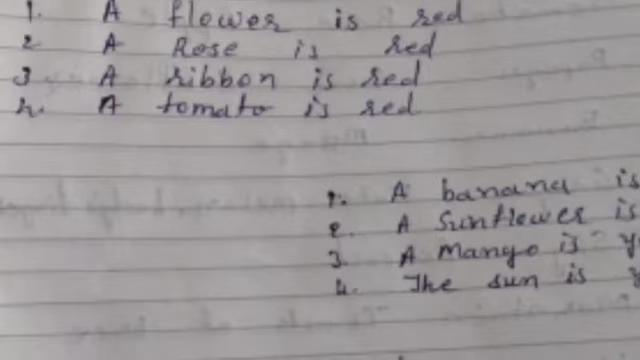 1. A flower is red
2 A Rose is red
3 A ribbon is red
4. A tomato is red
1. A banana is
2. A Sunflower is
3. A Mango is
4. The sun is